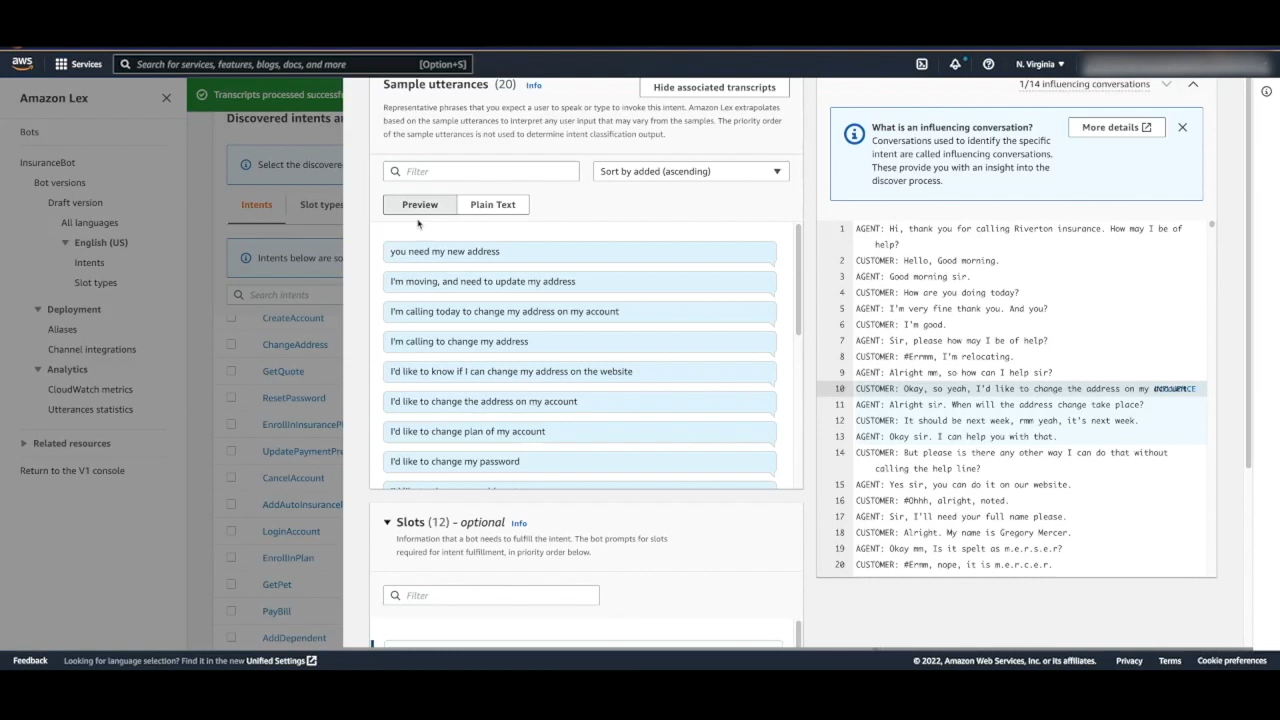 aws
Services
Search for services, features, blogs, docs, and more
[Option+S]
N. Virginia
Amazon Lex
Bots
InsuranceBot
Bot versions
Draft version
All languages
English (US)
Intents
Slot types
Deployment
Aliases
Channel integrations
Analytics
CloudWatch metrics
Utterances statistics
Related resources
Return to the V1 console
Transcripts processed successf
Discovered intents a
Select the discovere
Intents
Slot types
Intents below are so
Search intents
CreateAccount
ChangeAddress
GetQuote
ResetPassword
EnrollInInsuranceP
UpdatePaymentPre
CancelAccount
AddAutoInsurance
LoginAccount
EnrollInPlan
GetPet
PayBill
AddDependent
Sample utterances (20) Info
Hide associated transcripts
Representative phrases that you expect a user to speak or type to invoke this intent. Amazon Lex extrapolates
based on the sample utterances to interpret any user input that may vary from the samples. The priority order
of the sample utterances is not used to determine intent classification output.
Filter
Sort by added (ascending)
Preview
Plain Text
you need my new address
I'm moving, and need to update my address
I'm calling today to change my address on my account
I'm calling to change my address
I'd like to know if I can change my address on the website
I'd like to change the address on my account
I'd like to change plan of my account
I'd like to change my password
Slots (12) - optional Info
Information that a bot needs to fulfill the intent. The bot prompts for slots
required for intent fulfillment, in priority order below.
Filter
1/14 influencing conversations
What is an influencing conversation?
Conversations used to identify the specific
intent are called influencing conversations.
These provide you with an insight into the
discover process.
More details
1 AGENT: Hi, thank you for calling Riverton insurance. How may I be of
help?
2 CUSTOMER: Hello, Good morning.
3 AGENT: Good morning sir.
4 CUSTOMER: How are you doing today?
5 AGENT: I'm very fine thank you. And you?
6 CUSTOMER: I'm good.
7 AGENT: Sir, please how may I be of help?
8 CUSTOMER: #Errmm, I'm relocating.
9 AGENT: Alright mm, so how can I help sir?
10 CUSTOMER: Okay, so yeah, I'd like to change the address on my
11 AGENT: Alright sir. When will the address change take place?
12 CUSTOMER: It should be next week, rmm yeah, it's next week.
13 AGENT: Okay sir. I can help you with that.
14 CUSTOMER: But please is there any other way I can do that without
calling the help line?
15 AGENT: Yes sir, you can do it on our website.
16 CUSTOMER: #Ohhh, alright, noted.
17 AGENT: Sir, I'll need your full name please.
18 CUSTOMER: Alright. My name is Gregory Mercer.
19 AGENT: Okay mm, Is it spelt as m.e.r.s.e.r?
20 CUSTOMER: #Ermm, nope, it is m.e.r.c.e.r.
Feedback
Looking for language selection? Find it in the new Unified Settings
© 2022, Amazon Web Services, Inc. or its affiliates.
Privacy
Terms
Cookie preferences